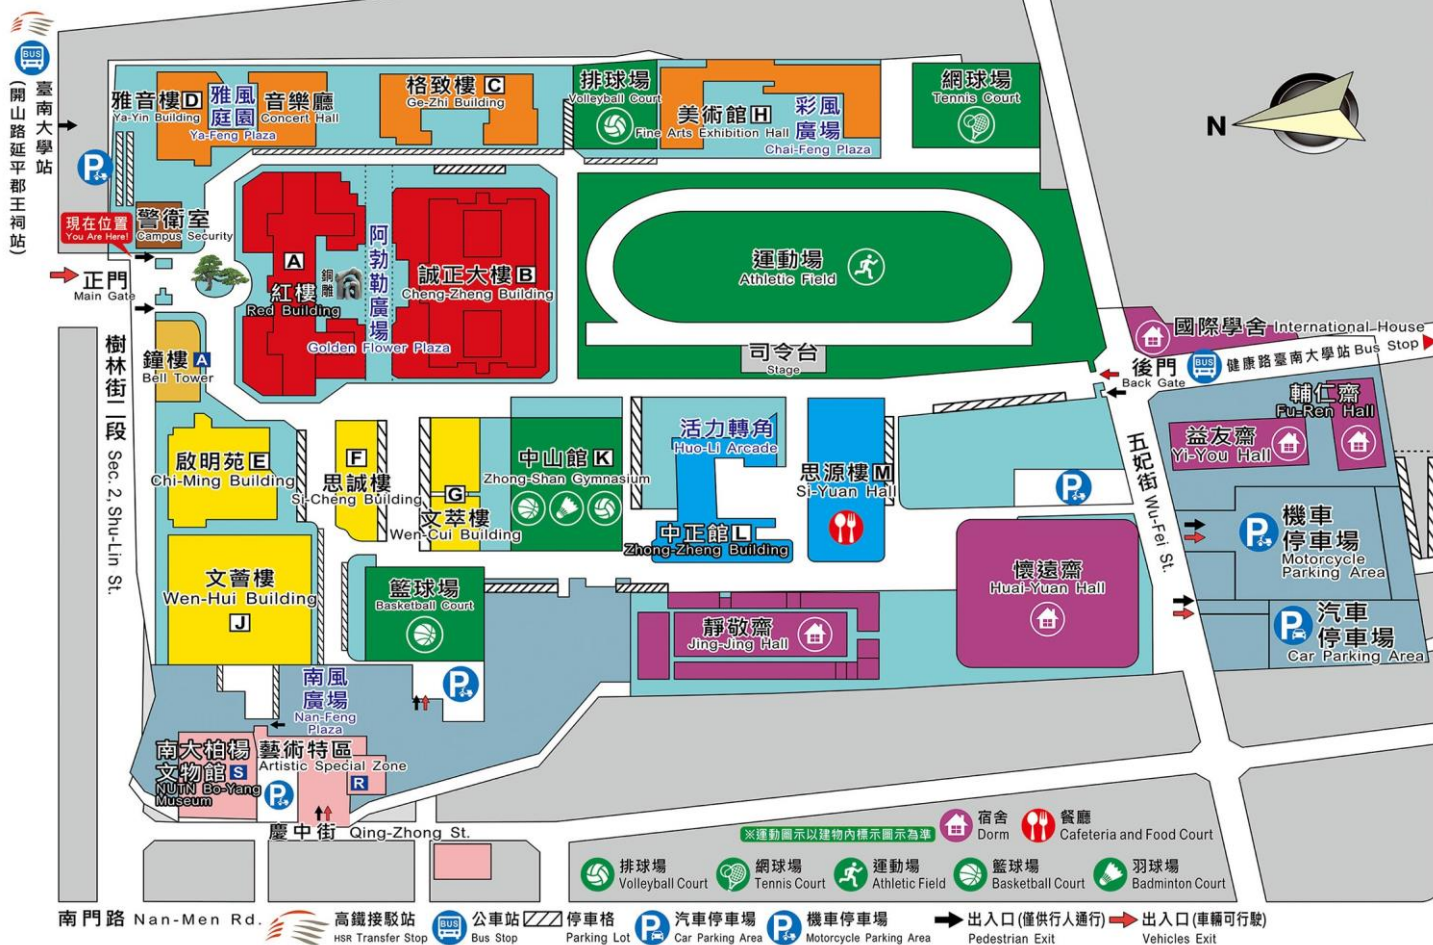 BUS
臺南大學站
(開山路延平郡王祠站)
雅音樓 D
Ya-Yin Building
雅風
庭園
Ya-Feng Plaza
音樂廳
Concert Hall
格致樓 C
Ge-Zhi Building
排球場
Volleyball Court
美術館 H
Fine Arts Exhibition Hall
彩風
廣場
Chai-Feng Plaza
網球場
Tennis Court
N
P
現在位置
You Are Here!
警衛室
Campus Security
正門
Main Gate
A
紅樓
Red Building
銅雕
阿勃勒廣場
Golden Flower Plaza
誠正大樓 B
Cheng-Zheng Building
運動場
Athletic Field
司令台
Stage
國際學舍 International House
後門
Back Gate
BUS
健康路臺南大學站 Bus Stop
鐘樓 A
Bell Tower
樹林街二段 Sec. 2, Shu-Lin St.
啟明苑 E
Chi-Ming Building
F
思誠樓
Si-Cheng Building
G
文萃樓
Wen-Cui Building
中山館 K
Zhong-Shan Gymnasium
活力轉角
Huo-Li Arcade
中正館 L
Zhong-Zheng Building
思源樓 M
Si-Yuan Hall
P
五妃街 Wu-Fei St.
輔仁齋
Fu-Ren Hall
益友齋
Yi-You Hall
P
機車
停車場
Motorcycle
Parking Area
P
汽車
停車場
Car Parking Area
文薈樓
Wen-Hui Building
J
籃球場
Basketball Court
靜敬齋
Jing-Jing Hall
懷遠齋
Huai-Yuan Hall
P
南風
廣場
Nan-Feng
Plaza
南大柏楊
文物館 S
NUTN Bo-Yang
Museum
藝術特區
Artistic Special Zone
R
P
慶中街 Qing-Zhong St.
※運動圖示以建物內標示圖示為準
宿舍
Dorm
餐廳
Cafeteria and Food Court
排球場
Volleyball Court
網球場
Tennis Court
運動場
Athletic Field
籃球場
Basketball Court
羽球場
Badminton Court
南門路 Nan-Men Rd.
高鐵接駁站
HSR Transfer Stop
BUS
公車站
Bus Stop
停車格
Parking Lot
P
汽車停車場
Car Parking Area
P
機車停車場
Motorcycle Parking Area
出入口(僅供行人通行)
Pedestrian Exit
出入口(車輛可行駛)
Vehicles Exit